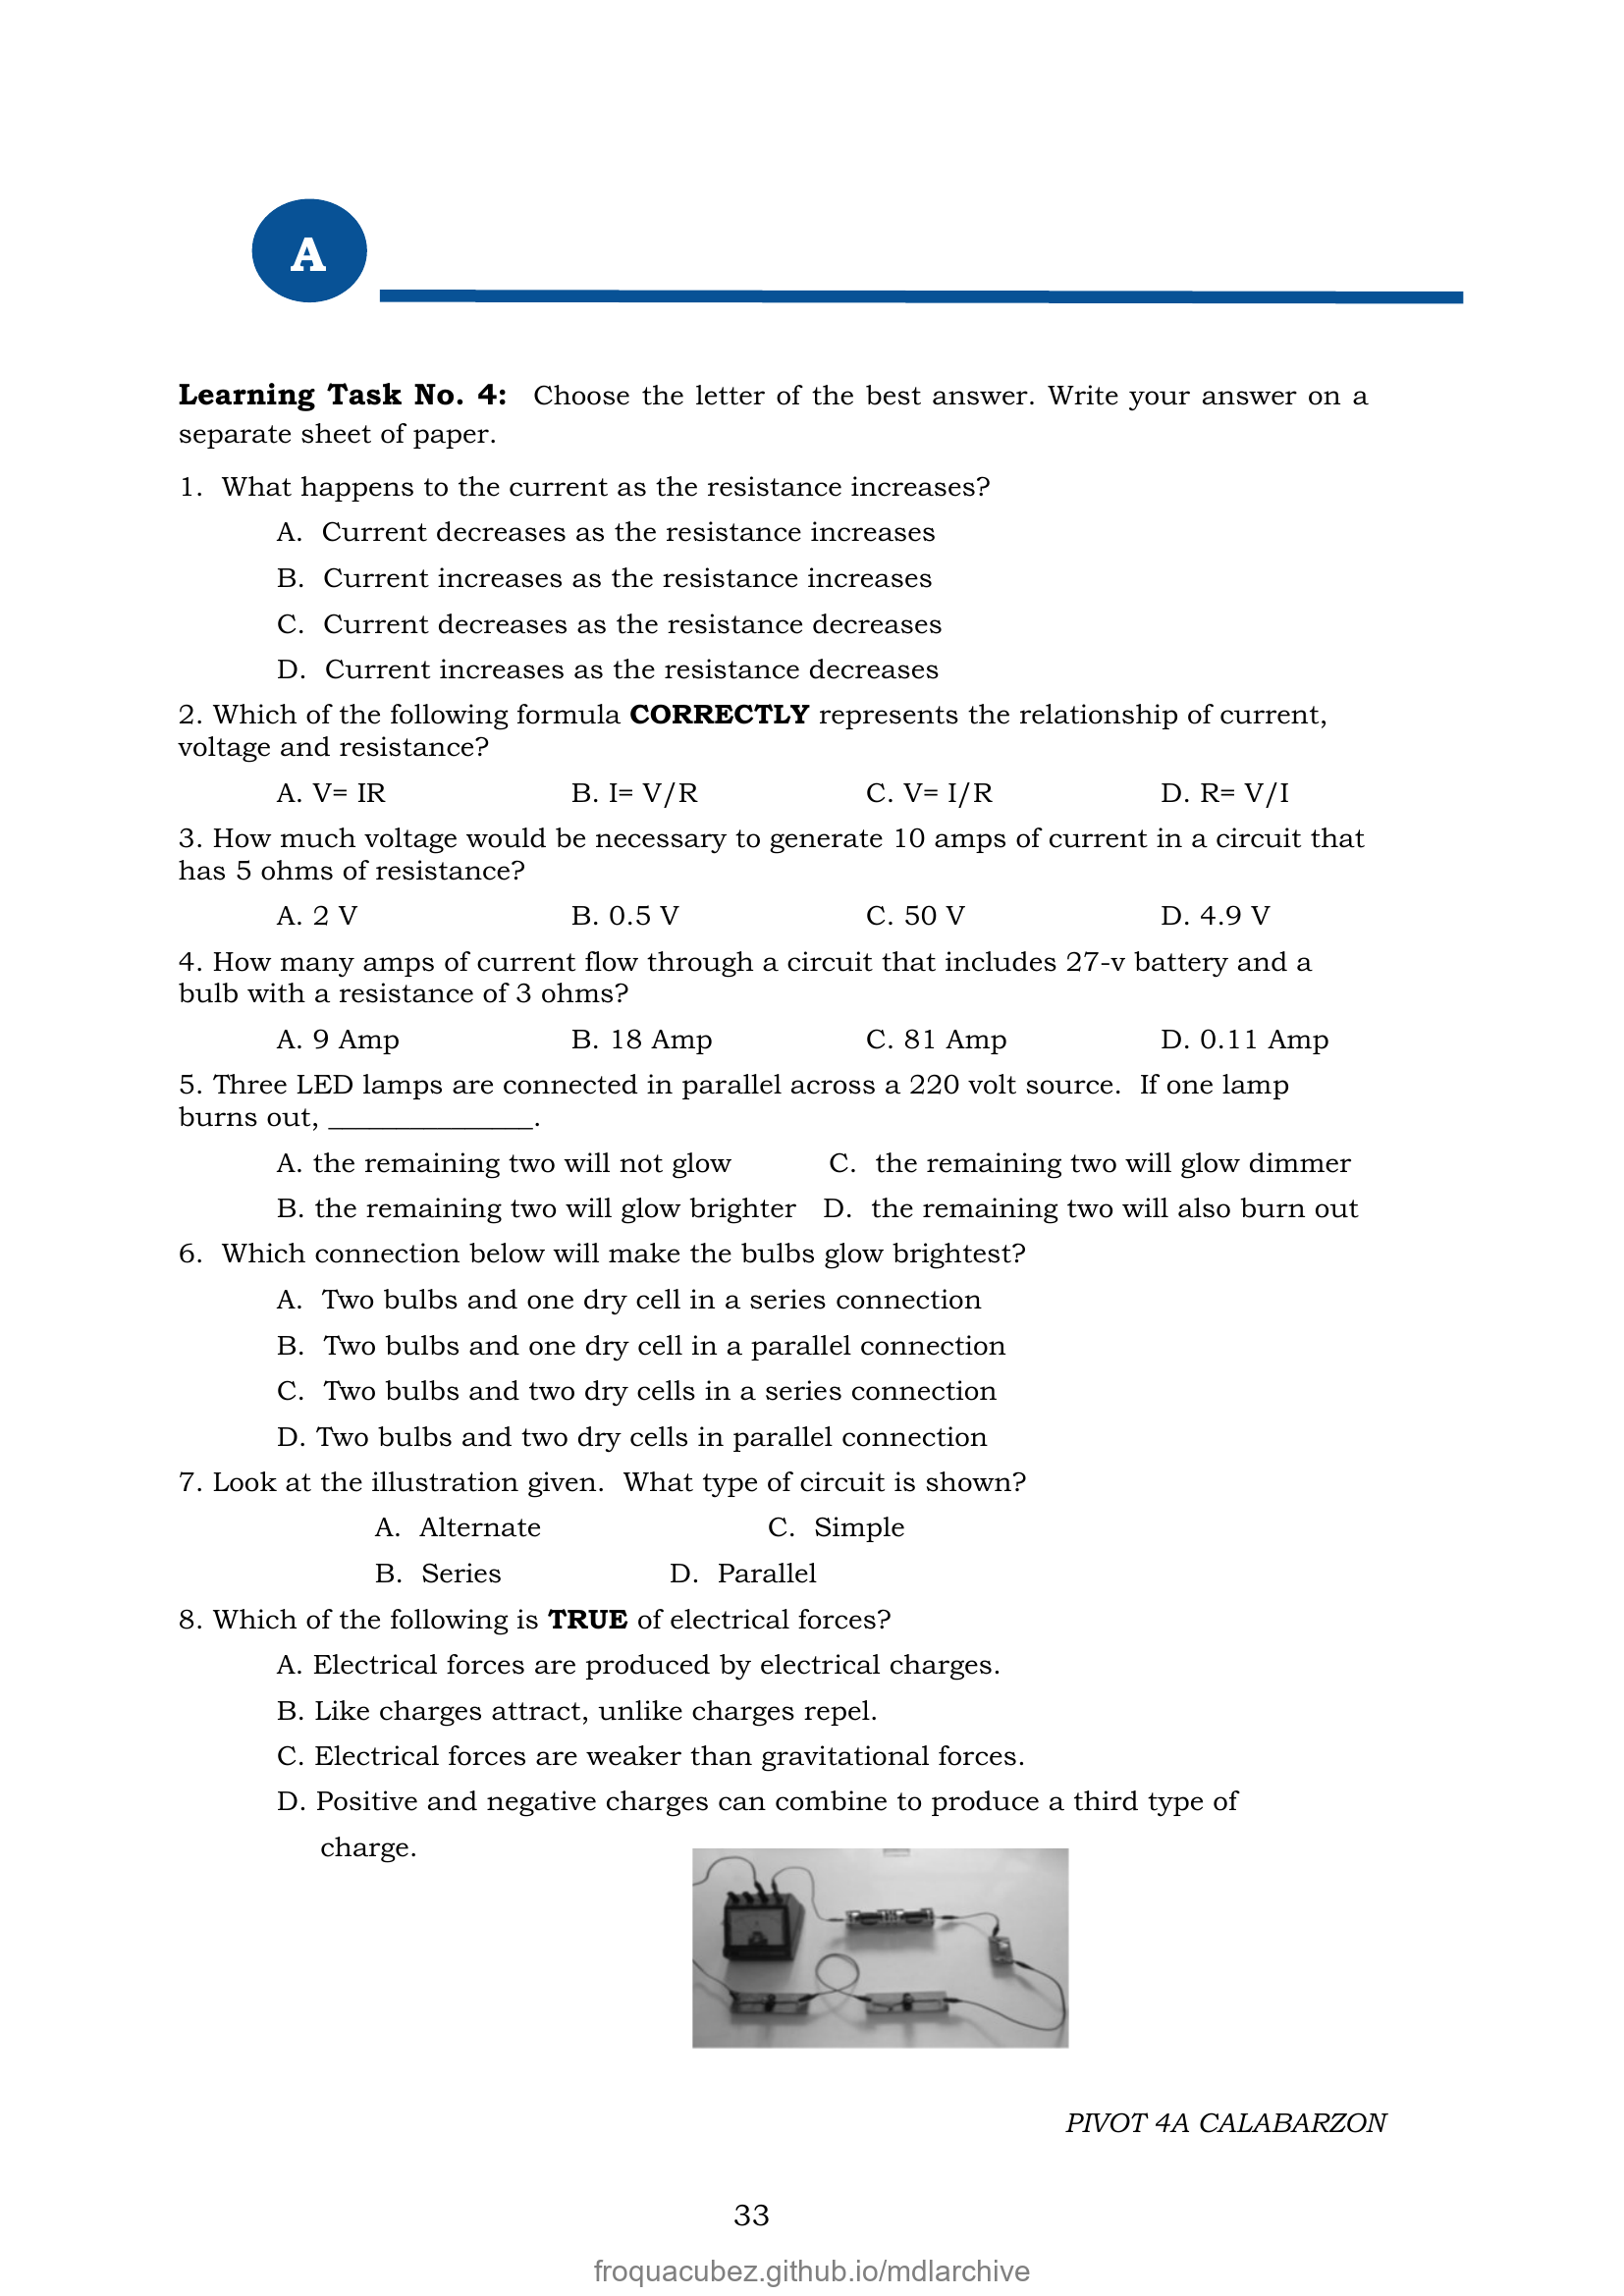 A
Learning Task No. 4: Choose the letter of the best answer. Write your answer on a
separate sheet of paper.
1. What happens to the current as the resistance increases?
A. Current decreases as the resistance increases
B. Current increases as the resistance increases
C. Current decreases as the resistance decreases
D. Current increases as the resistance decreases
2. Which of the following formula CORRECTLY represents the relationship of current,
voltage and resistance?
A. V= IR B. I= V/R C. V= I/R D. R= V/I
3. How much voltage would be necessary to generate 10 amps of current in a circuit that
has 5 ohms of resistance?
A. 2 V B. 0.5 V C. 50 V D. 4.9 V
4. How many amps of current flow through a circuit that includes 27-v battery and a
bulb with a resistance of 3 ohms?
A. 9 Amp B. 18 Amp C. 81 Amp D. 0.11 Amp
5. Three LED lamps are connected in parallel across a 220 volt source. If one lamp
burns out, _______________.
A. the remaining two will not glow C. the remaining two will glow dimmer
B. the remaining two will glow brighter D. the remaining two will also burn out
6. Which connection below will make the bulbs glow brightest?
A. Two bulbs and one dry cell in a series connection
B. Two bulbs and one dry cell in a parallel connection
C. Two bulbs and two dry cells in a series connection
D. Two bulbs and two dry cells in parallel connection
7. Look at the illustration given. What type of circuit is shown?
A. Alternate C. Simple
B. Series D. Parallel
8. Which of the following is TRUE of electrical forces?
A. Electrical forces are produced by electrical charges.
B. Like charges attract, unlike charges repel.
C. Electrical forces are weaker than gravitational forces.
D. Positive and negative charges can combine to produce a third type of
charge.
PIVOT 4A CALABARZON
33
froquacubez.github.io/mdlarchive